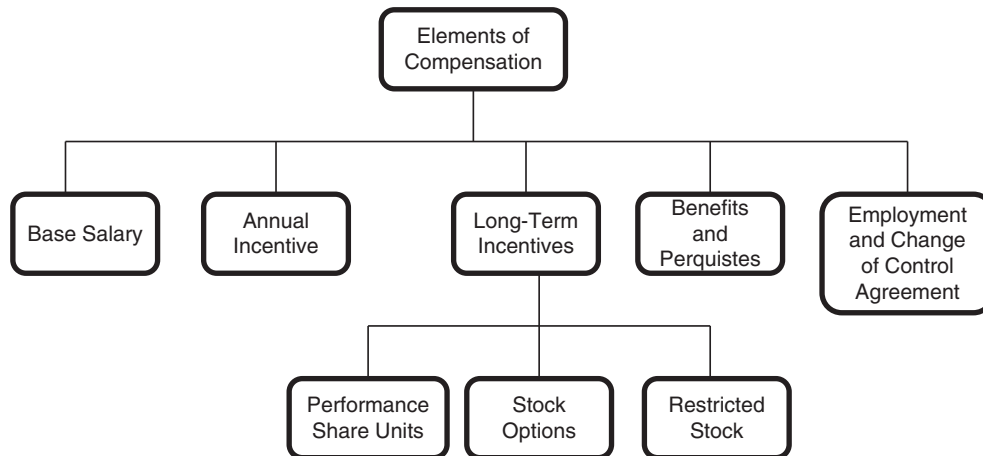 Elements of
Compensation
Base Salary
Annual
Incentive
Long-Term
Incentives
Benefits
and
Perquistes
Employment
and Change
of Control
Agreement
Performance
Share Units
Stock
Options
Restricted
Stock